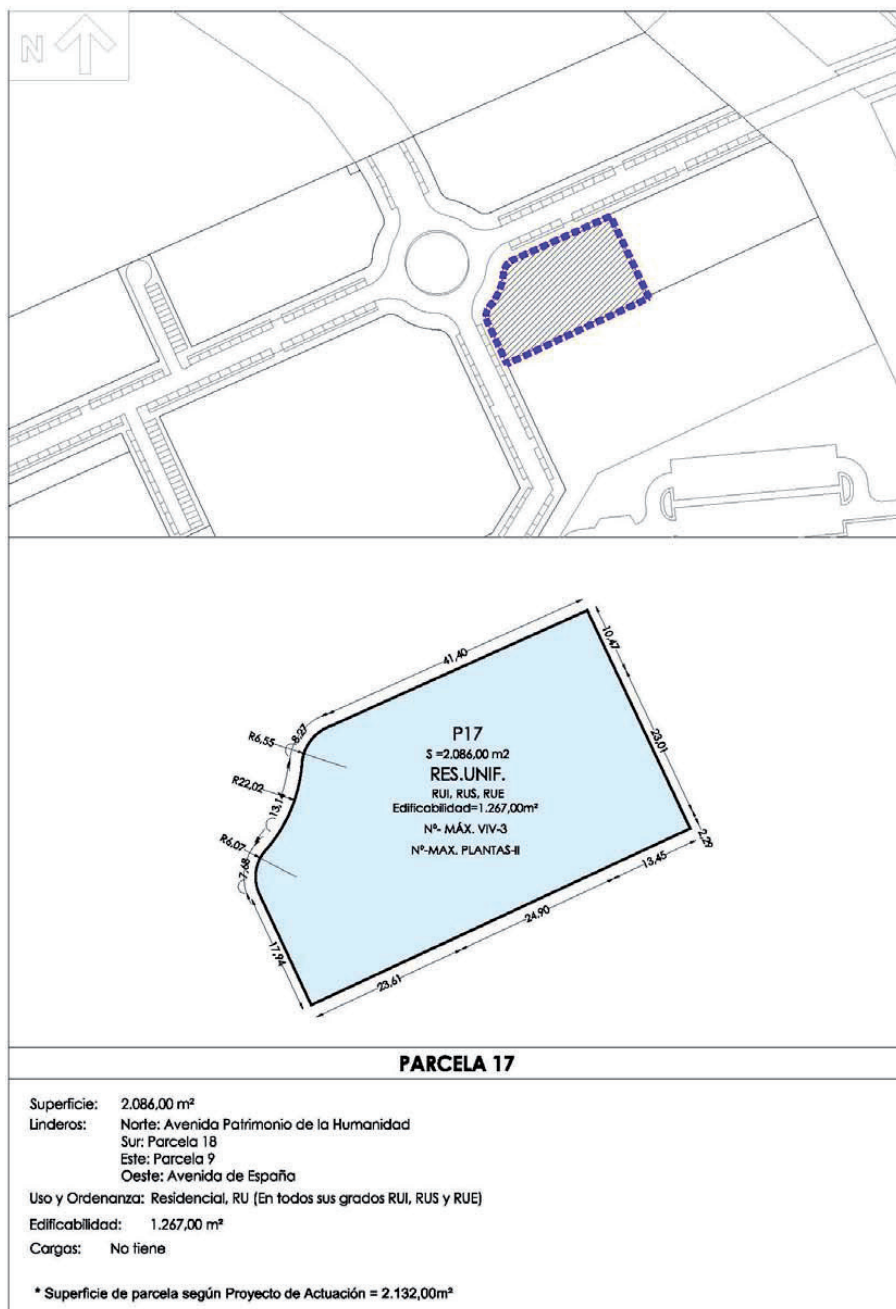 N
41,40
10,47
8,27
R6,55
23,01
P17
S =2.086,00 m2
RES.UNIF.
RUI, RUS, RUE
Edificabilidad=1.267,00m²
Nº- MÁX. VIV-3
Nº-MAX. PLANTAS-II
R22,02
13,14
R6,07
7,68
2,29
13,45
24,90
17,94
23,61
PARCELA 17
Superficie: 2.086,00 m²
Linderos: Norte: Avenida Patrimonio de la Humanidad
Sur: Parcela 18
Este: Parcela 9
Oeste: Avenida de España
Uso y Ordenanza: Residencial, RU (En todos sus grados RUI, RUS y RUE)
Edificabilidad: 1.267,00 m²
Cargas: No tiene
* Superficie de parcela según Proyecto de Actuación = 2.132,00m²